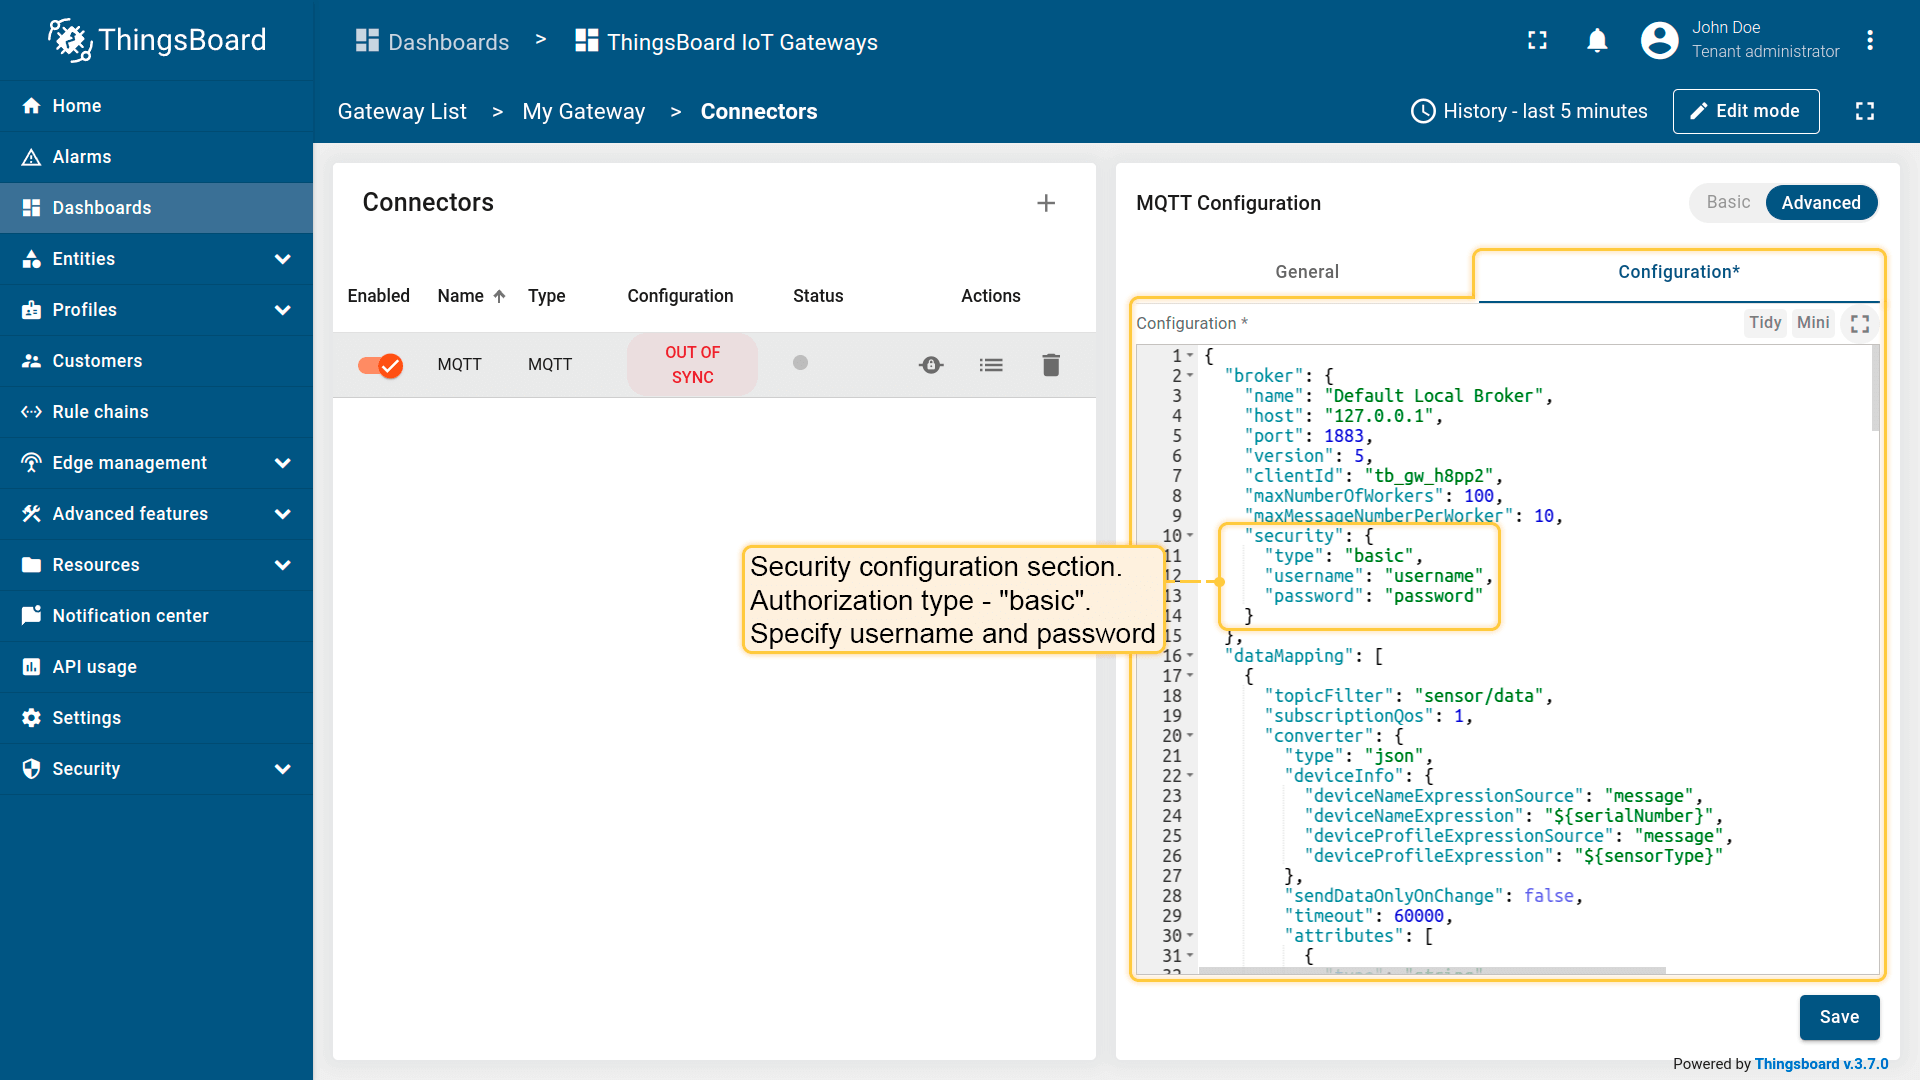 ThingsBoard
Dashboards > ThingsBoard IoT Gateways
John Doe
Tenant administrator
Gateway List > My Gateway > Connectors
History - last 5 minutes
Edit mode
Home
Alarms
Dashboards
Entities
Profiles
Customers
Rule chains
Edge management
Advanced features
Resources
Notification center
API usage
Settings
Security
Connectors
Enabled Name Type Configuration Status Actions
MQTT MQTT OUT OF
SYNC
Security configuration section.
Authorization type - "basic".
Specify username and password
MQTT Configuration
Basic Advanced
General Configuration*
Configuration *
Tidy Mini
1 {
2 "broker": {
3 "name": "Default Local Broker",
4 "host": "127.0.0.1",
5 "port": 1883,
6 "version": 5,
7 "clientId": "tb_gw_h8pp2",
8 "maxNumberOfWorkers": 100,
9 "maxMessageNumberPerWorker": 10,
10 "security": {
11 "type": "basic",
12 "username": "username",
13 "password": "password"
14 }
15 },
16 "dataMapping": [
17 {
18 "topicFilter": "sensor/data",
19 "subscriptionQos": 1,
20 "converter": {
21 "type": "json",
22 "deviceInfo": {
23 "deviceNameExpressionSource": "message",
24 "deviceNameExpression": "${serialNumber}",
25 "deviceProfileExpressionSource": "message",
26 "deviceProfileExpression": "${sensorType}"
27 },
28 "sendDataOnlyOnChange": false,
29 "timeout": 60000,
30 "attributes": [
31 {
Save
Powered by Thingsboard v.3.7.0